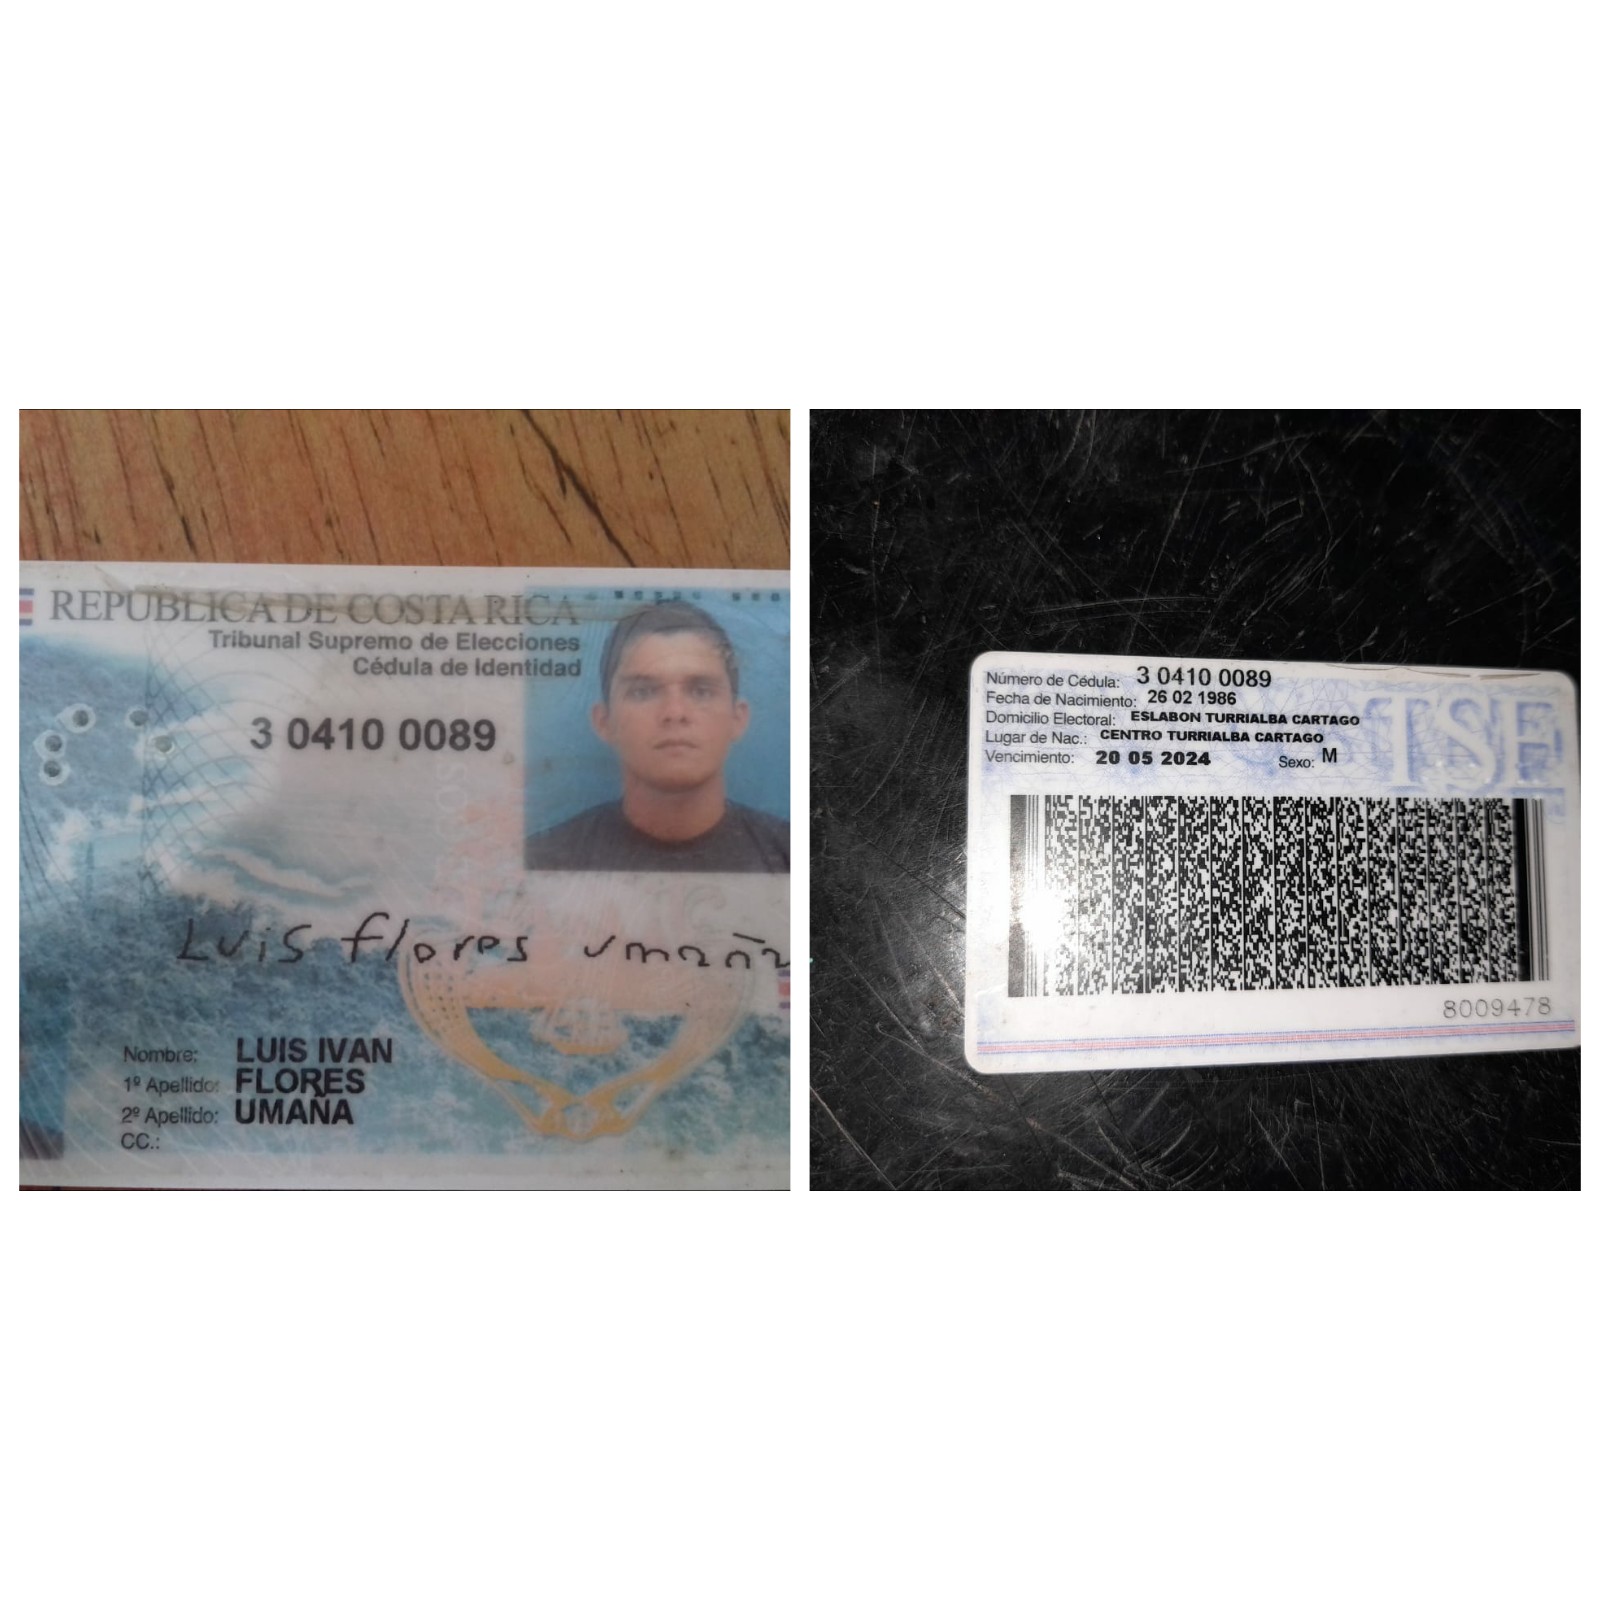 REPUBLICA DE COSTA RICA
Tribunal Supremo de Elecciones
Cédula de Identidad
3 0410 0089
Luis flores umaña
Nombre: LUIS IVAN
1º Apellido: FLORES
2º Apellido: UMAÑA
CC.:
Número de Cédula: 3 0410 0089
Fecha de Nacimiento: 26 02 1986
Domicilio Electoral: ESLABON TURRIALBA CARTAGO
Lugar de Nac.: CENTRO TURRIALBA CARTAGO
Vencimiento: 20 05 2024 Sexo: M
TSE
8009478